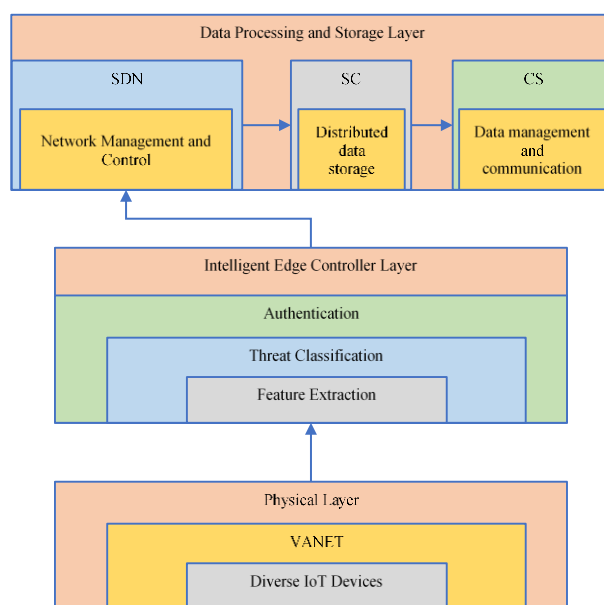 Data Processing and Storage Layer
SDN
Network Management and
Control
SC
Distributed
data
storage
CS
Data management
and
communication
Intelligent Edge Controller Layer
Authentication
Threat Classification
Feature Extraction
Physical Layer
VANET
Diverse IoT Devices